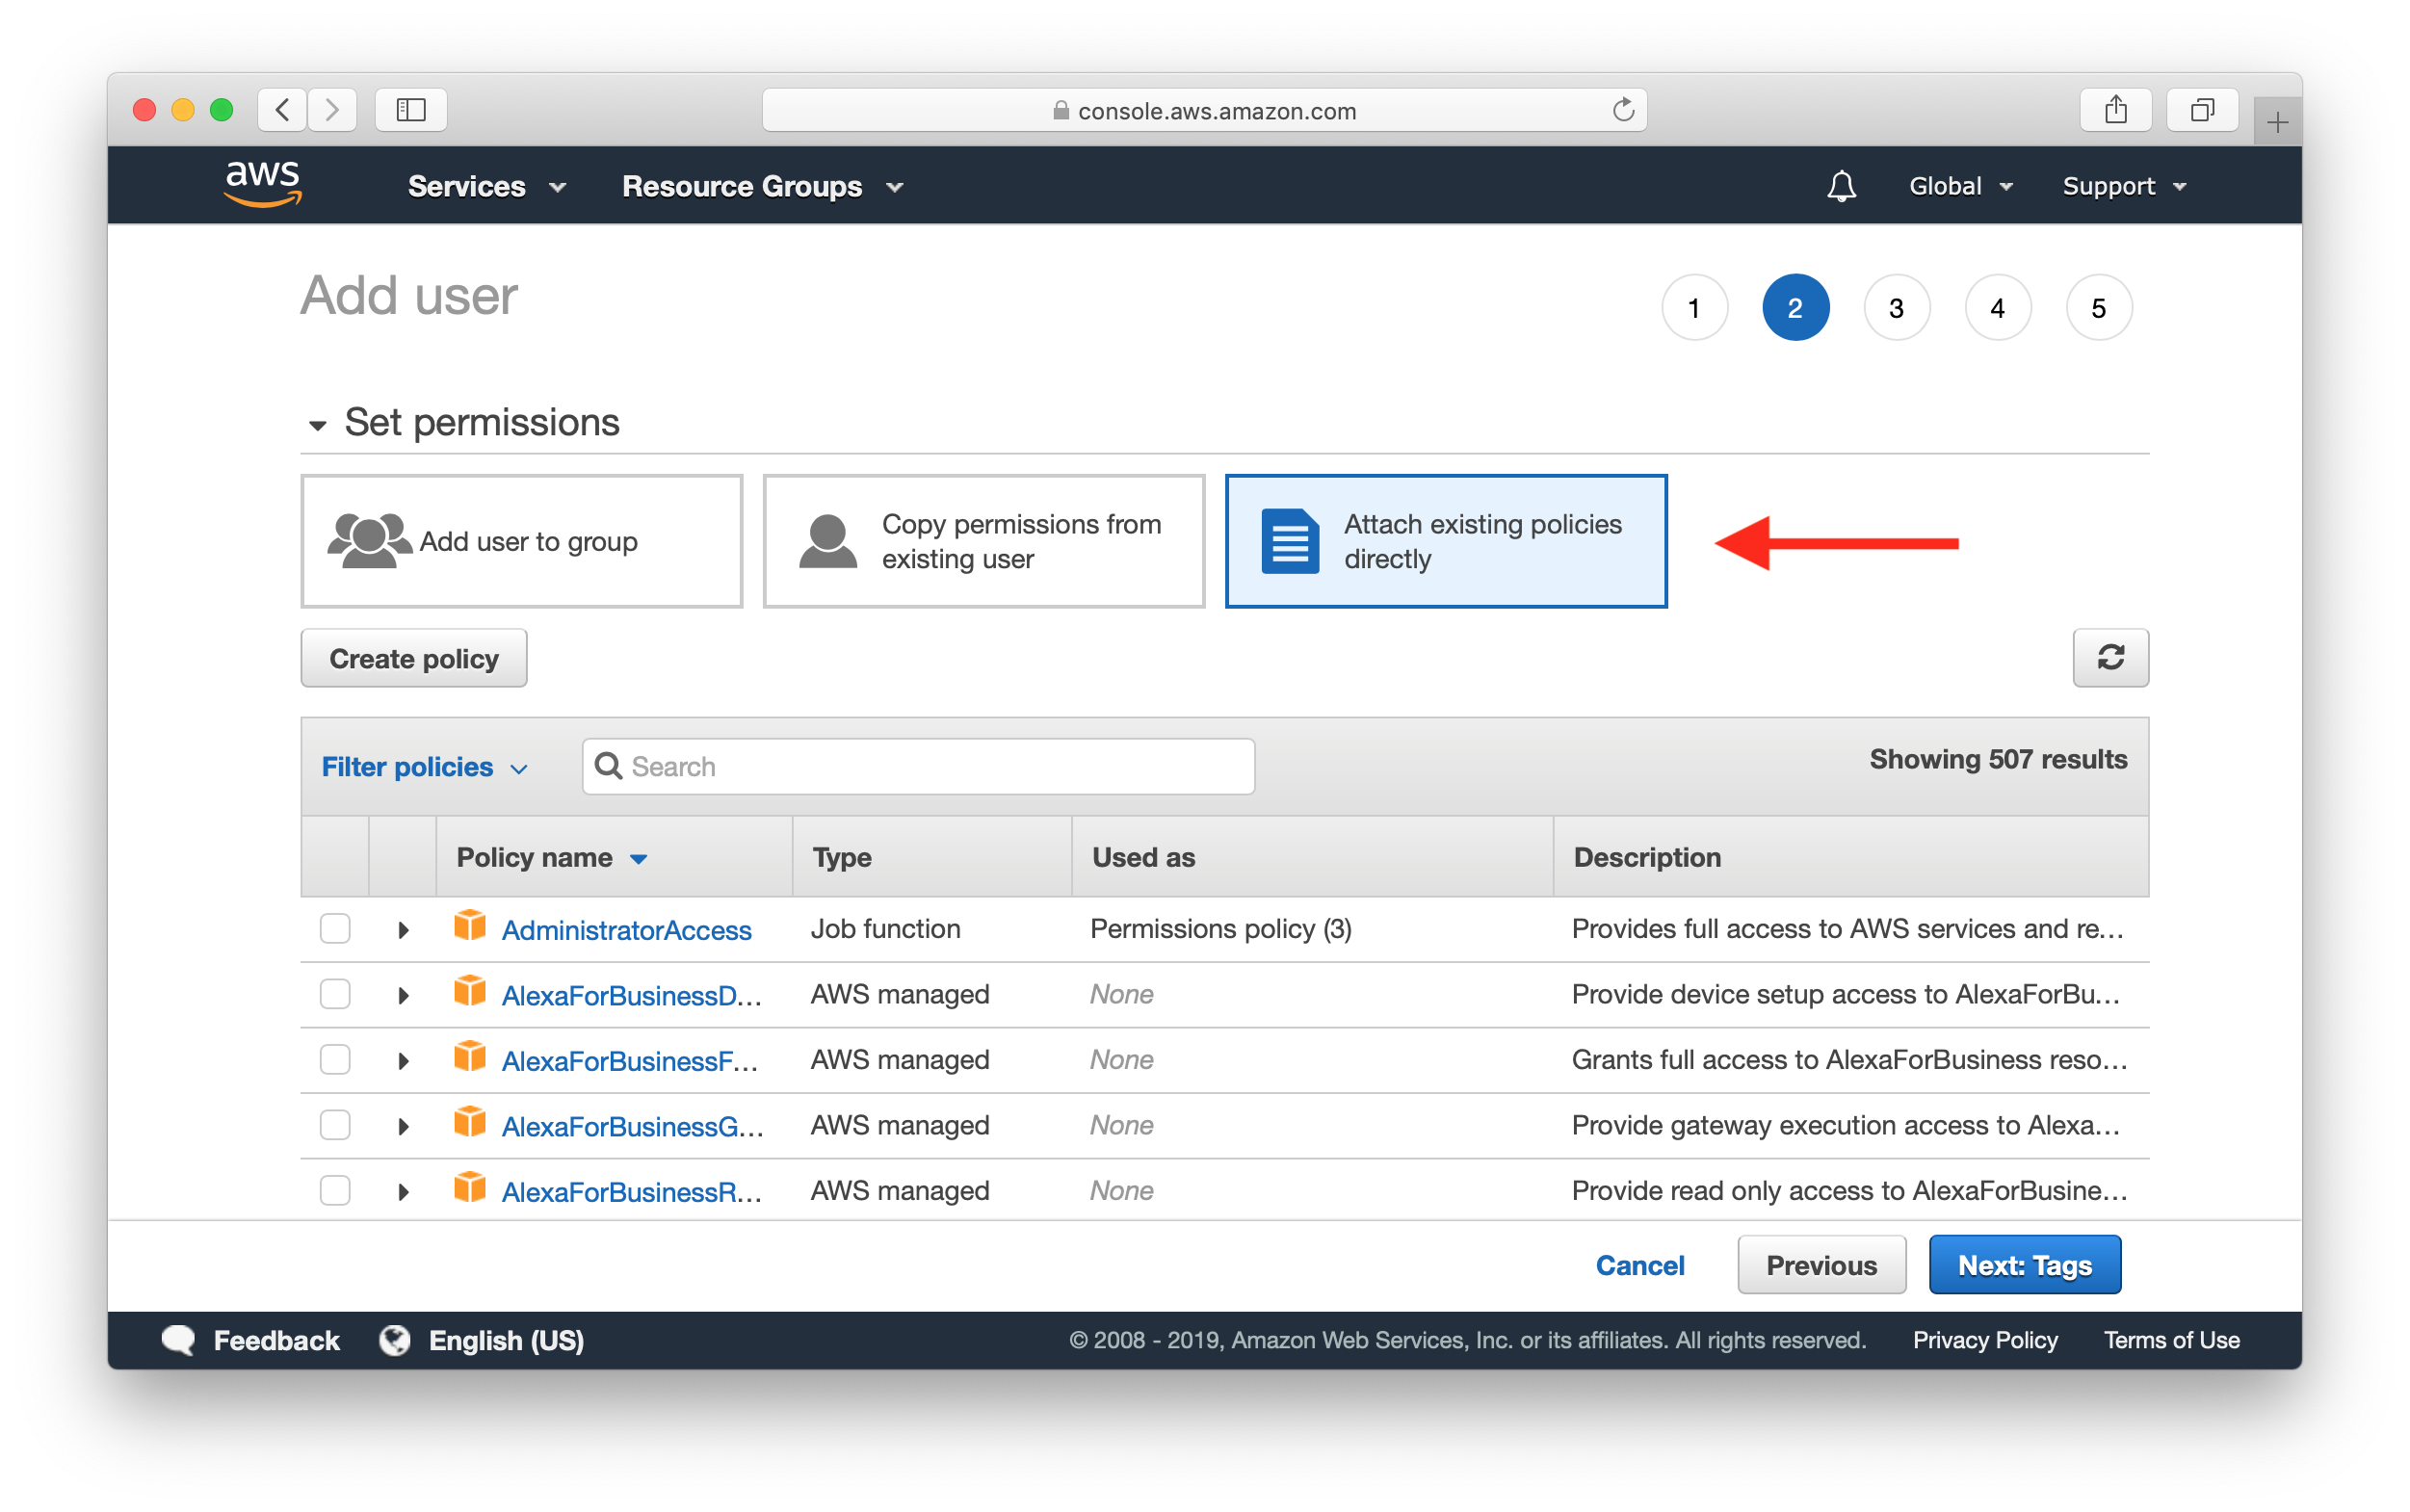 console.aws.amazon.com
aws Services Resource Groups Global Support
Add user 1 2 3 4 5
Set permissions
Add user to group
Copy permissions from
existing user
Attach existing policies
directly
Create policy
Filter policies Search Showing 507 results
Policy name Type Used as Description
AdministratorAccess Job function Permissions policy (3) Provides full access to AWS services and re...
AlexaForBusinessD... AWS managed None Provide device setup access to AlexaForBu...
AlexaForBusinessF... AWS managed None Grants full access to AlexaForBusiness reso...
AlexaForBusinessG... AWS managed None Provide gateway execution access to Alexa...
AlexaForBusinessR... AWS managed None Provide read only access to AlexaForBusine...
Cancel Previous Next: Tags
Feedback English (US) © 2008 - 2019, Amazon Web Services, Inc. or its affiliates. All rights reserved. Privacy Policy Terms of Use